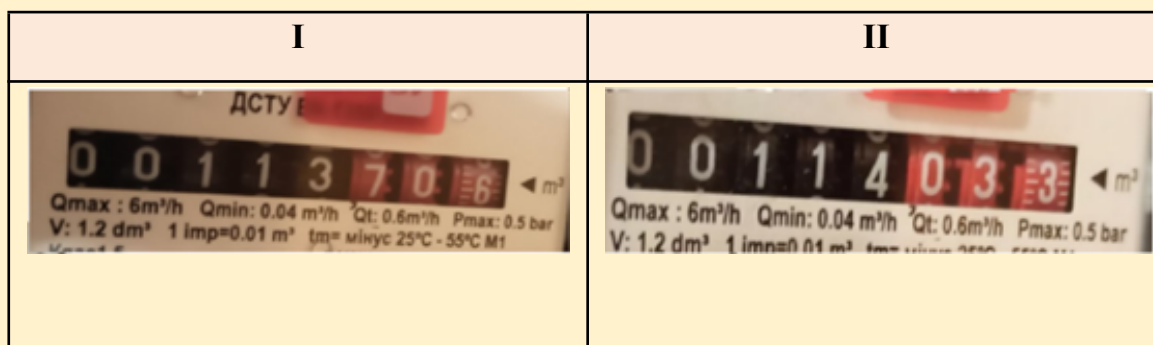 I
II
ДСТУ
0 0 1 1 3 7 0 6
m³
Qmax : 6m³/h Qmin: 0.04 m³/h Qt: 0.6m³/h Pmax: 0.5 bar
V: 1.2 dm³ 1 imp=0.01 m³ tm= мінус 25°C - 55°C M1
0 0 1 1 4 0 3 3
m³
Qmax : 6m³/h Qmin: 0.04 m³/h Qt: 0.6m³/h Pmax: 0.5 bar
V: 1.2 dm³ 1 imp=0.01 m³